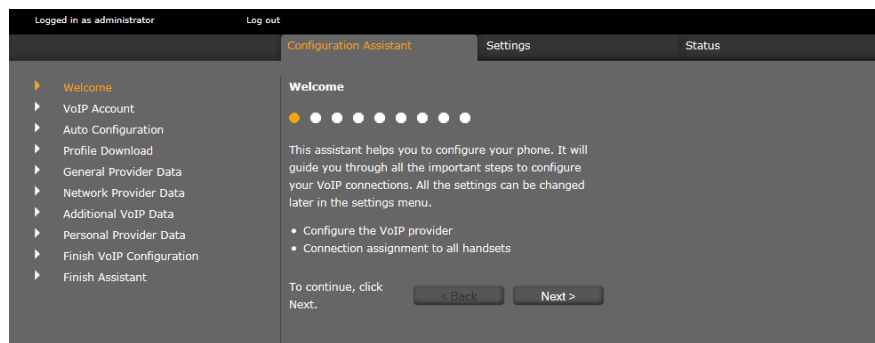 Logged in as administrator Log out
Configuration Assistant Settings Status
Welcome
VoIP Account
Auto Configuration
Profile Download
General Provider Data
Network Provider Data
Additional VoIP Data
Personal Provider Data
Finish VoIP Configuration
Finish Assistant
Welcome
This assistant helps you to configure your phone. It will
guide you through all the important steps to configure
your VoIP connections. All the settings can be changed
later in the settings menu.
• Configure the VoIP provider
• Connection assignment to all handsets
To continue, click
Next.
< Back Next >